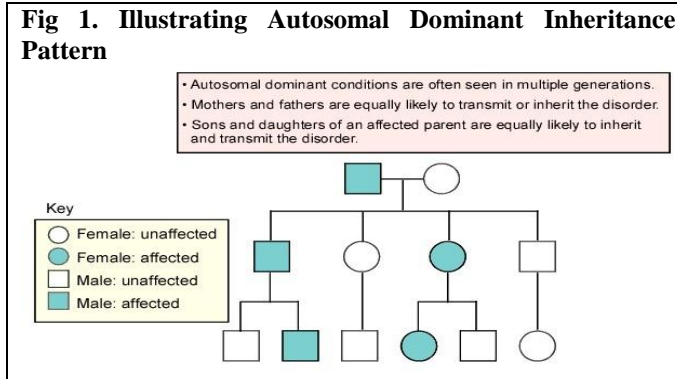 Fig 1. Illustrating Autosomal Dominant Inheritance
Pattern
• Autosomal dominant conditions are often seen in multiple generations.
• Mothers and fathers are equally likely to transmit or inherit the disorder.
• Sons and daughters of an affected parent are equally likely to inherit
and transmit the disorder.
Key
Female: unaffected
Female: affected
Male: unaffected
Male: affected